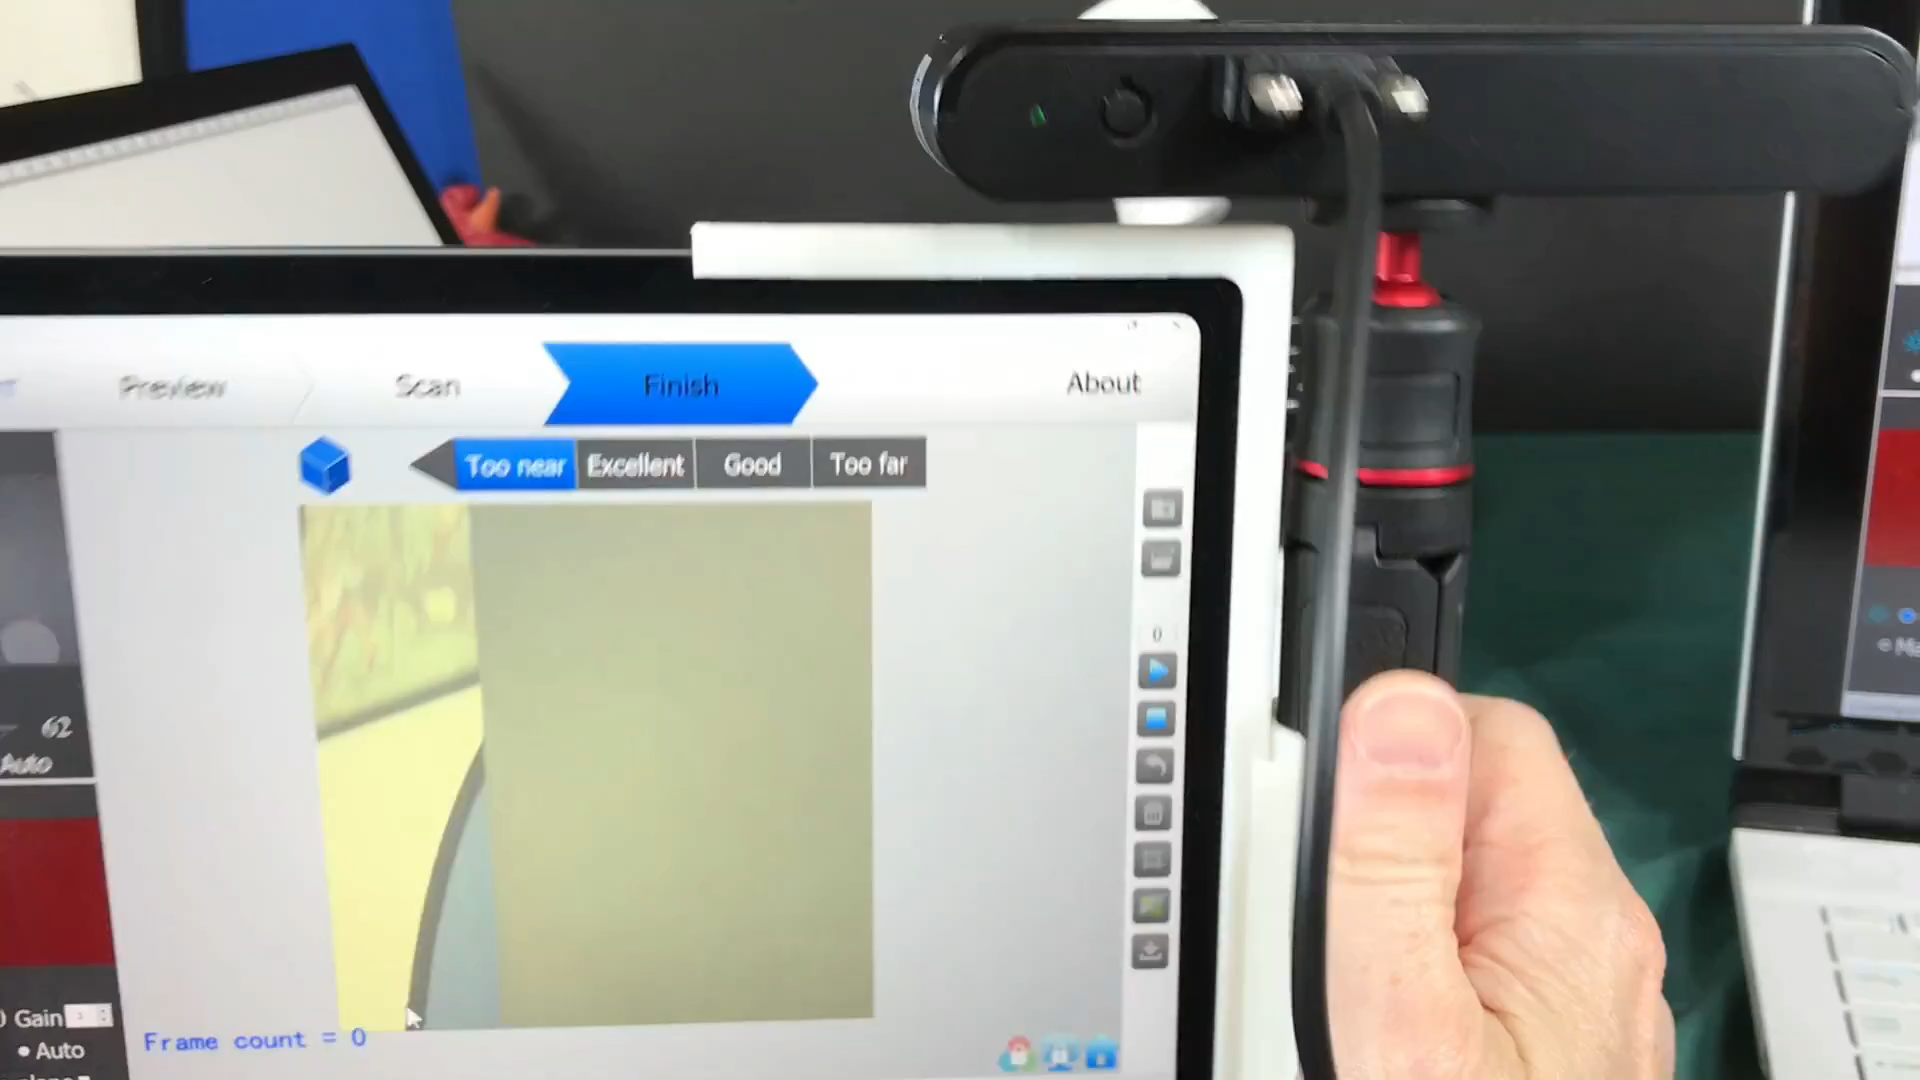 Preview
Scan
Finish
About
Too near
Excellent
Good
Too far
0
62
Auto
Gain
Auto
Frame count = 0